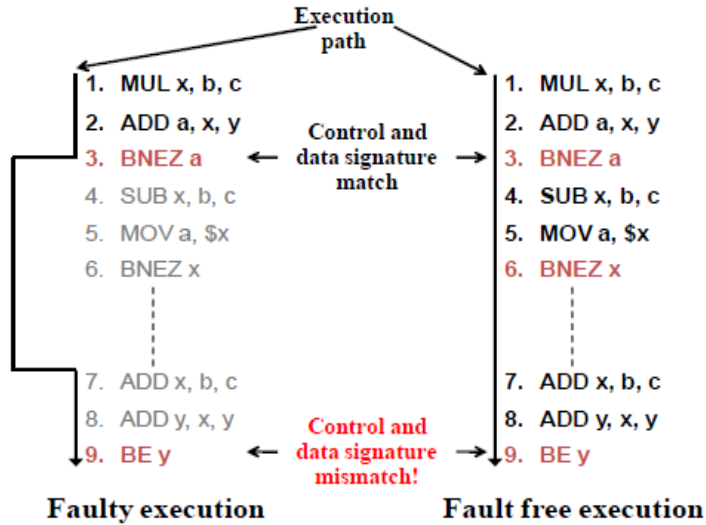 Execution
path
1. MUL x, b, c
2. ADD a, x, y
3. BNEZ a
4. SUB x, b, c
5. MOV a, $x
6. BNEZ x
7. ADD x, b, c
8. ADD y, x, y
9. BE y
Faulty execution
Control and
data signature
match
Control and
data signature
mismatch!
1. MUL x, b, c
2. ADD a, x, y
3. BNEZ a
4. SUB x, b, c
5. MOV a, $x
6. BNEZ x
7. ADD x, b, c
8. ADD y, x, y
9. BE y
Fault free execution